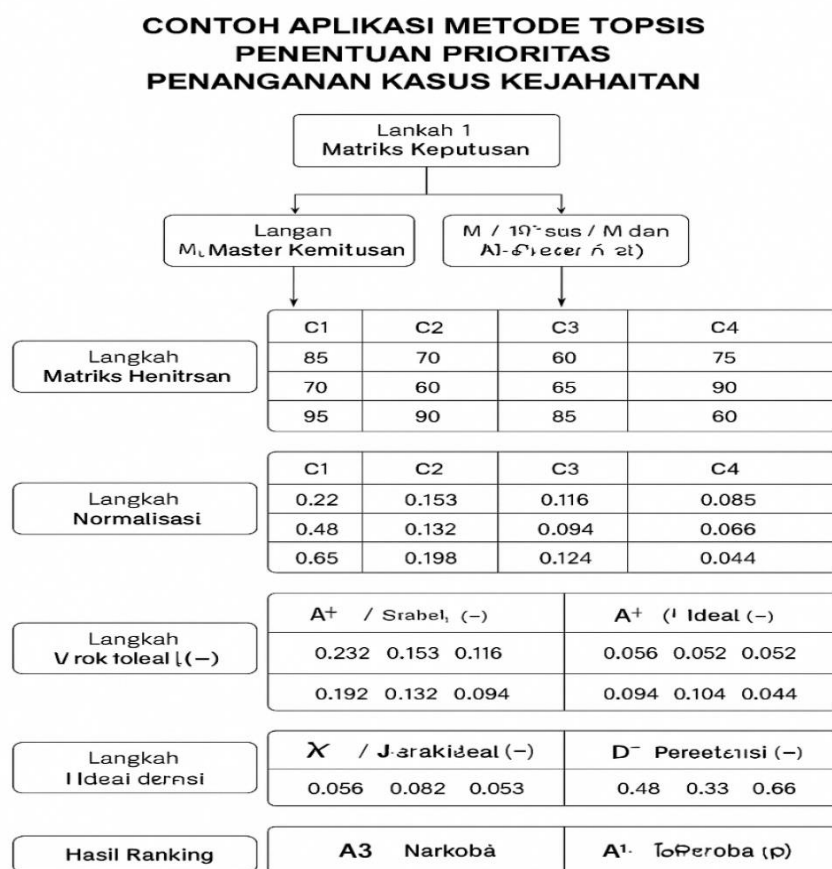 CONTOH APLIKASI METODE TOPSIS
PENENTUAN PRIORITAS
PENANGANAN KASUS KEJAHAITAN
Lankah 1
Matriks Keputusan
Langan
Master Kemitusan
M / sus / M dan
Langkah
Matriks Henitrsan
C1 C2 C3 C4
85 70 60 75
70 60 65 90
95 90 85 60
Langkah
Normalisasi
C1 C2 C3 C4
0.22 0.153 0.116 0.085
0.48 0.132 0.094 0.066
0.65 0.198 0.124 0.044
Langkah
V rok toleal (–)
A+ / (–) A+ Ideal (–)
0.232 0.153 0.116 0.056 0.052 0.052
0.192 0.132 0.094 0.094 0.104 0.044
Langkah
/ (–) D– (–)
0.056 0.082 0.053 0.48 0.33 0.66
Hasil Ranking
A3 Narkobá